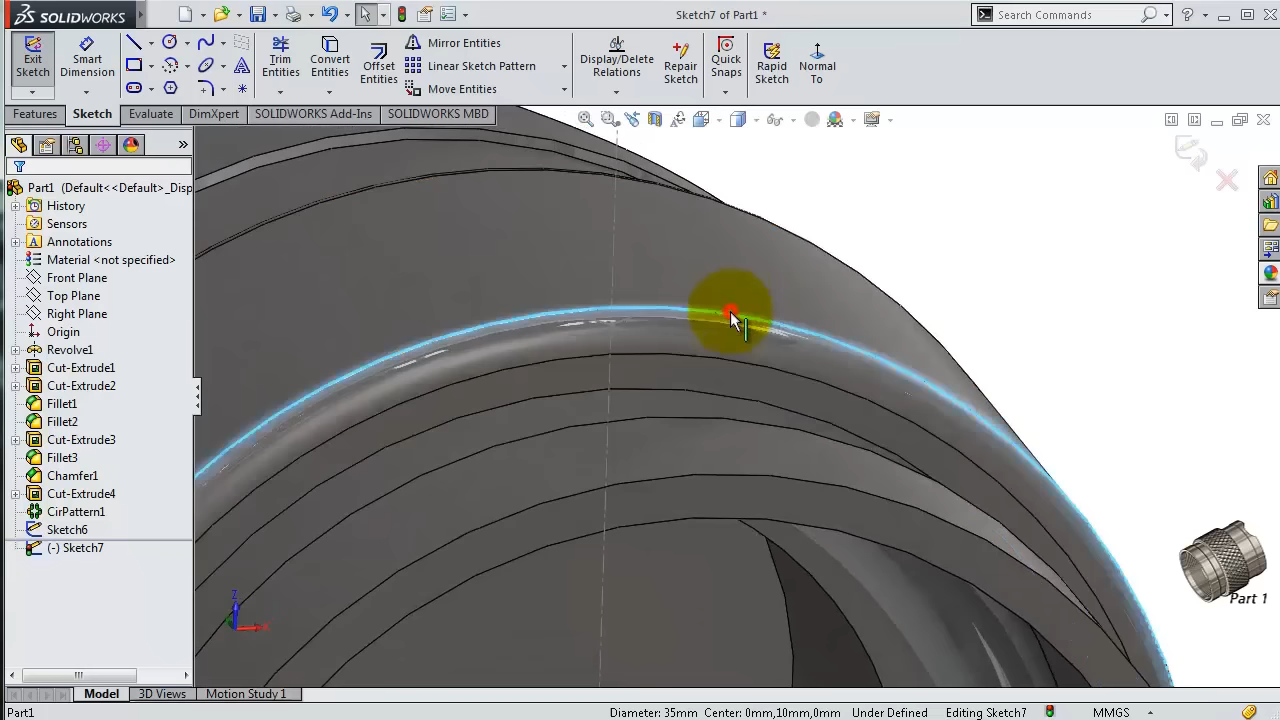 SOLIDWORKS
Sketch7 of Part1 *
Search Commands
Exit Sketch
Smart Dimension
Trim Entities
Convert Entities
Offset Entities
Mirror Entities
Linear Sketch Pattern
Move Entities
Display/Delete Relations
Repair Sketch
Quick Snaps
Rapid Sketch
Normal To
Features
Sketch
Evaluate
DimXpert
SOLIDWORKS Add-Ins
SOLIDWORKS MBD
Part1 (Default<<Default>_Disp
History
Sensors
Annotations
Material <not specified>
Front Plane
Top Plane
Right Plane
Origin
Revolve1
Cut-Extrude1
Cut-Extrude2
Fillet1
Fillet2
Cut-Extrude3
Fillet3
Chamfer1
Cut-Extrude4
CirPattern1
Sketch6
(-) Sketch7
Z
X
Part 1
Model
3D Views
Motion Study 1
Part1
Diameter: 35mm Center: 0mm,10mm,0mm
Under Defined
Editing Sketch7
MMGS